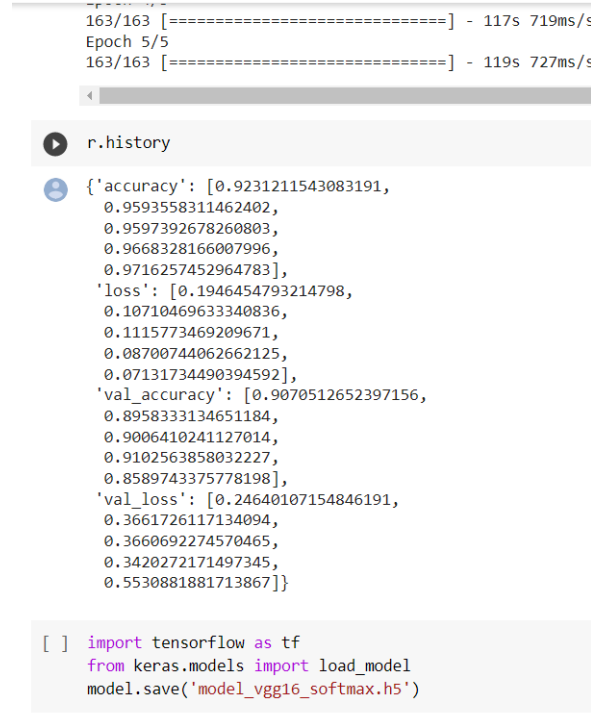 163/163 [==============================] - 117s 719ms/s
Epoch 5/5
163/163 [==============================] - 119s 727ms/s
r.history
{'accuracy': [0.9231211543083191,
0.9593558311462402,
0.9597392678260803,
0.9668328166007996,
0.9716257452964783],
'loss': [0.1946454793214798,
0.10710469633340836,
0.1115773469209671,
0.08700744062662125,
0.07131734490394592],
'val_accuracy': [0.9070512652397156,
0.8958333134651184,
0.9006410241127014,
0.9102563858032227,
0.8589743375778198],
'val_loss': [0.24640107154846191,
0.3661726117134094,
0.3660692274570465,
0.3420272171497345,
0.5530881881713867]}
[ ] import tensorflow as tf
from keras.models import load_model
model.save('model_vgg16_softmax.h5')